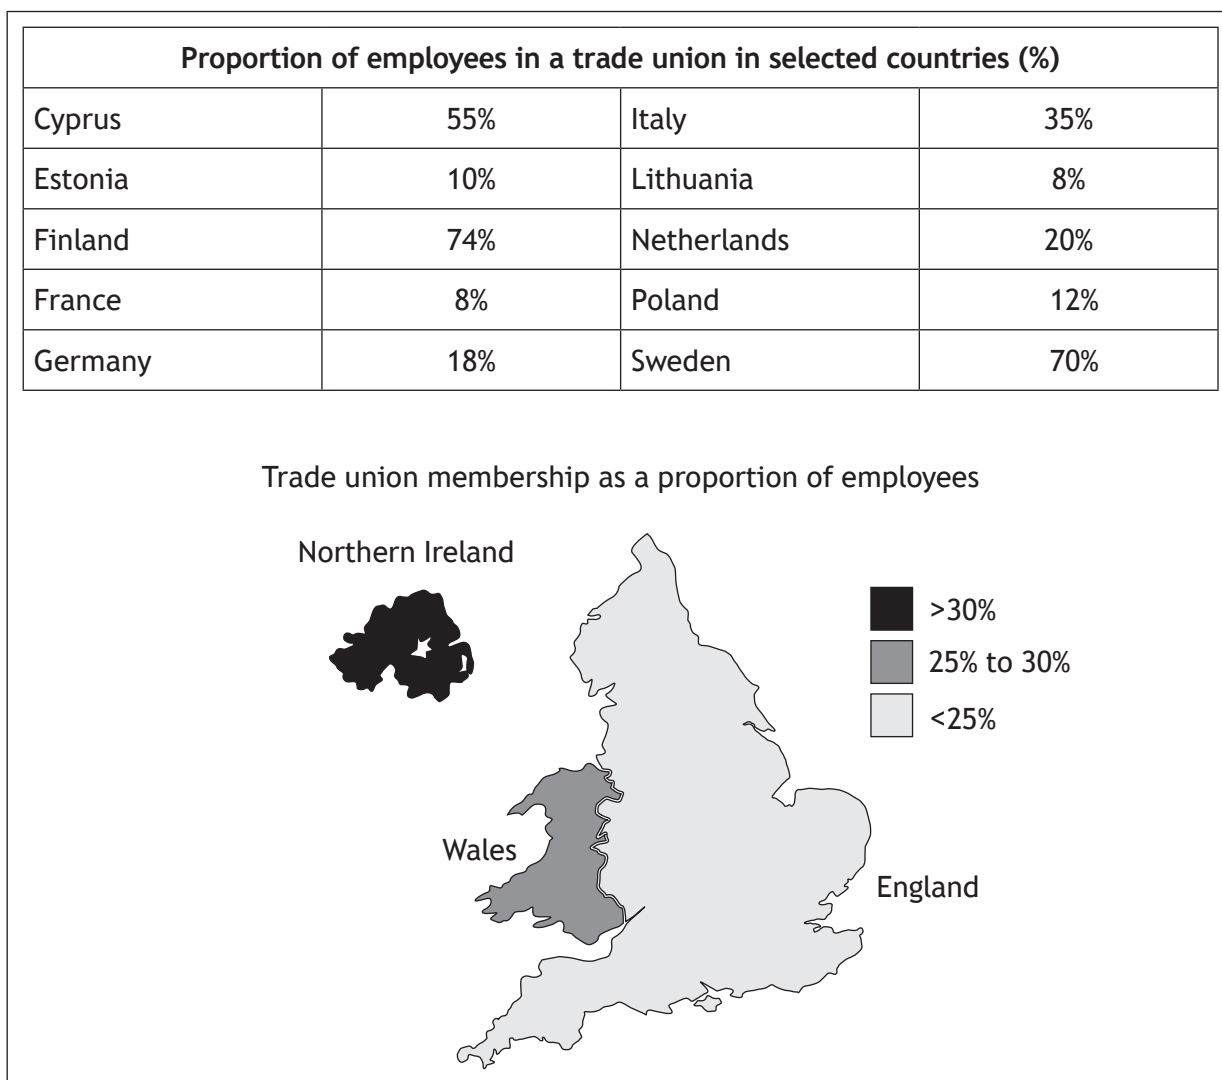 Proportion of employees in a trade union in selected countries (%)
Cyprus 55% Italy 35%
Estonia 10% Lithuania 8%
Finland 74% Netherlands 20%
France 8% Poland 12%
Germany 18% Sweden 70%
Trade union membership as a proportion of employees
Northern Ireland
>30%
25% to 30%
<25%
Wales
England